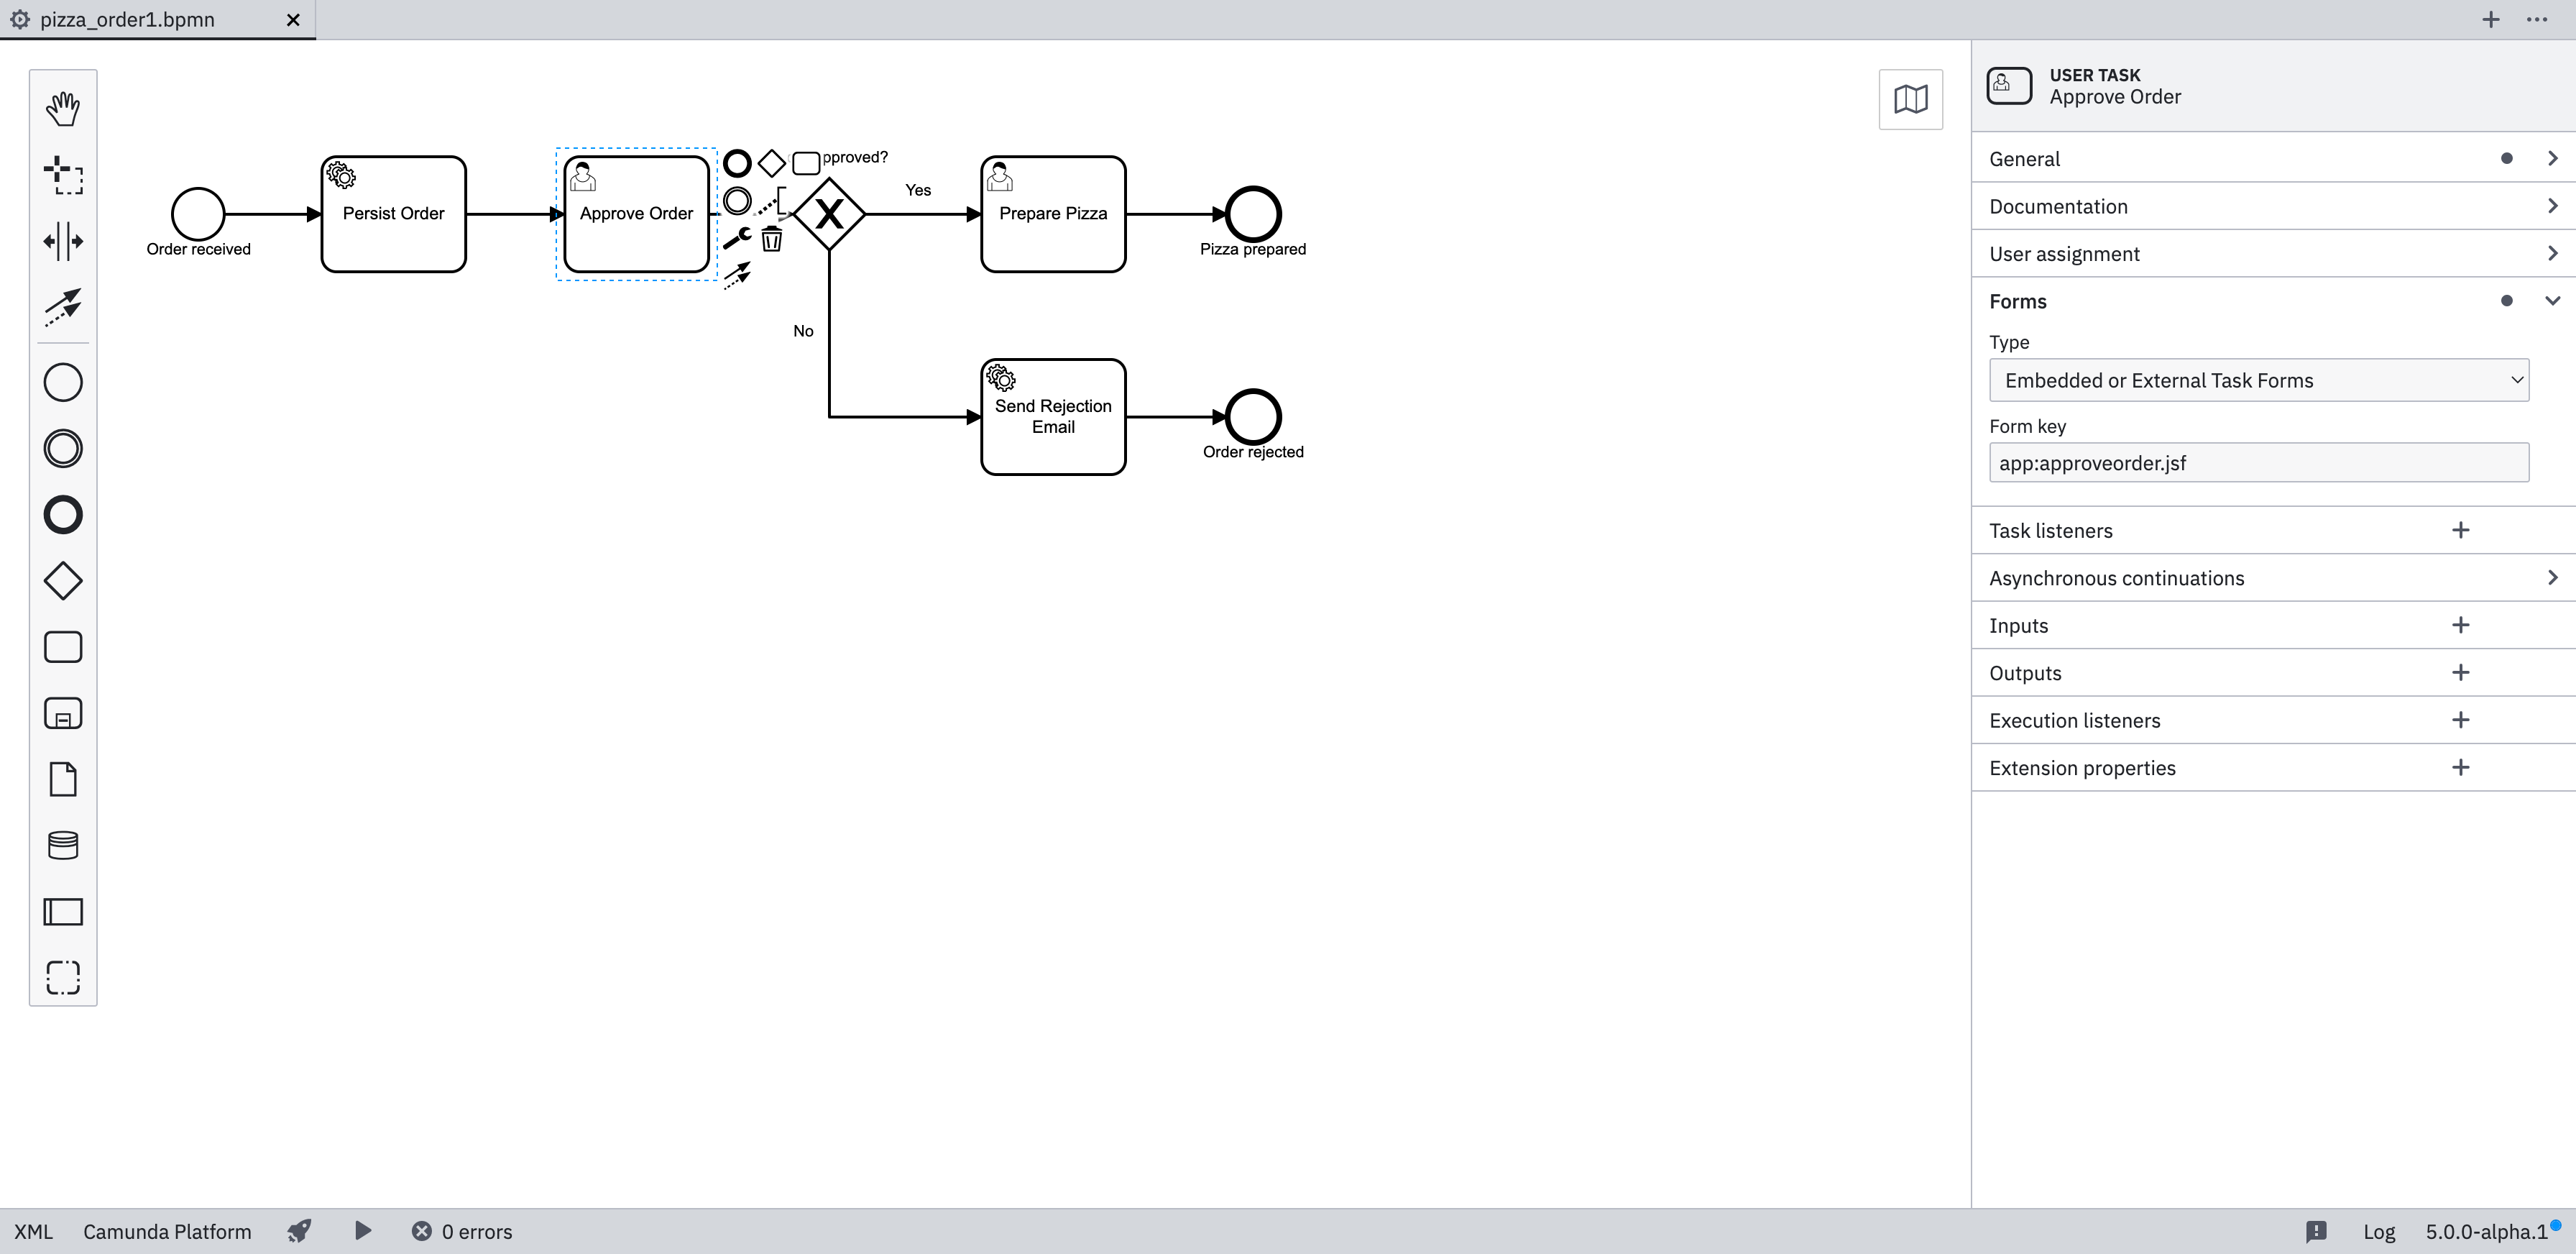 pizza_order1.bpmn
USER TASK
Approve Order
General
Documentation
User assignment
Forms
Type
Embedded or External Task Forms
Form key
app:approveorder.jsf
Task listeners
Asynchronous continuations
Inputs
Outputs
Execution listeners
Extension properties
pproved?
Yes
Persist Order
Approve Order
Prepare Pizza
Order received
Pizza prepared
No
Send Rejection
Email
Order rejected
XML
Camunda Platform
0 errors
Log
5.0.0-alpha.1